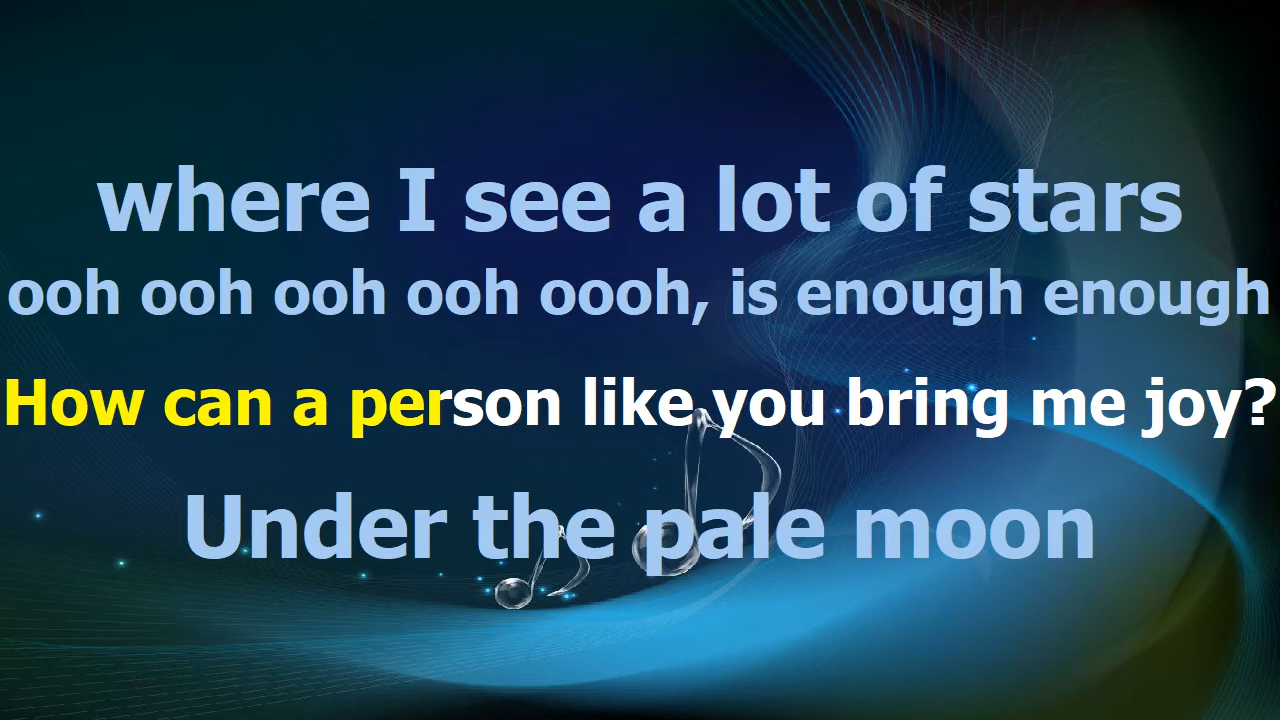 where I see a lot of stars
ooh ooh ooh ooh oooh, is enough enough
How can a person like you bring me joy?
Under the pale moon